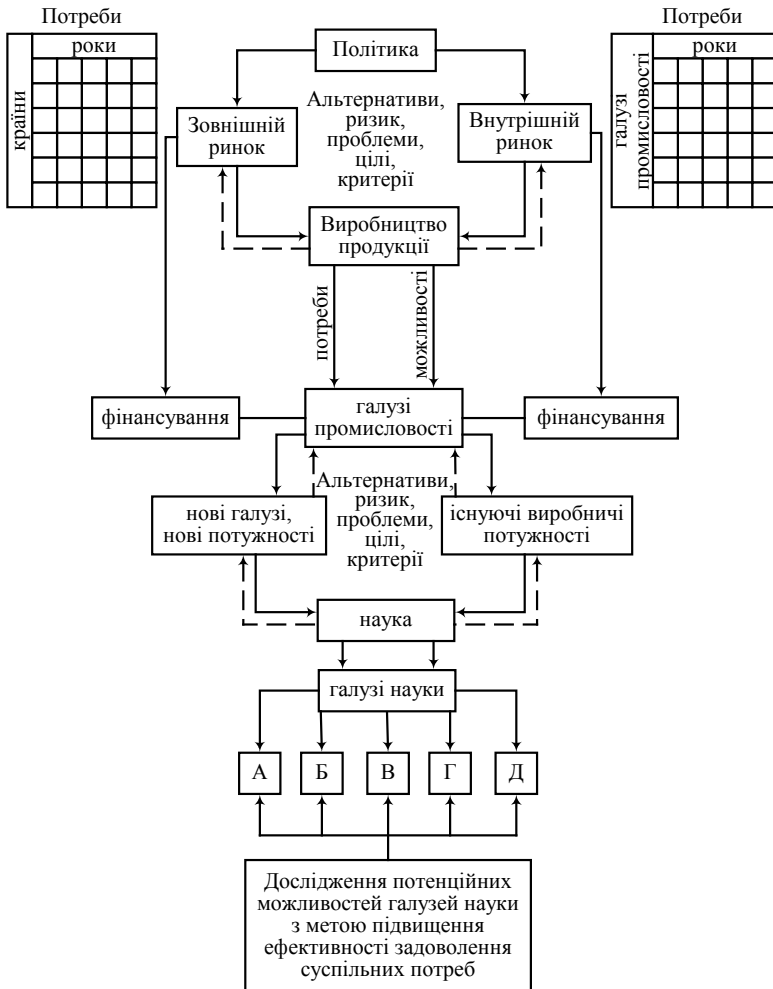 Потреби
роки
країни
Потреби
роки
галузі
промисловості
Політика
Альтернативи,
ризик,
проблеми,
цілі,
критерії
Зовнішній
ринок
Внутрішній
ринок
Виробництво
продукції
потреби
можливості
фінансування
галузі
промисловості
фінансування
Альтернативи,
ризик,
проблеми,
цілі,
критерії
нові галузі,
нові потужності
існуючі виробничі
потужності
наука
галузі науки
А
Б
В
Г
Д
Дослідження потенційних
можливостей галузей науки
з метою підвищення
ефективності задоволення
суспільних потреб